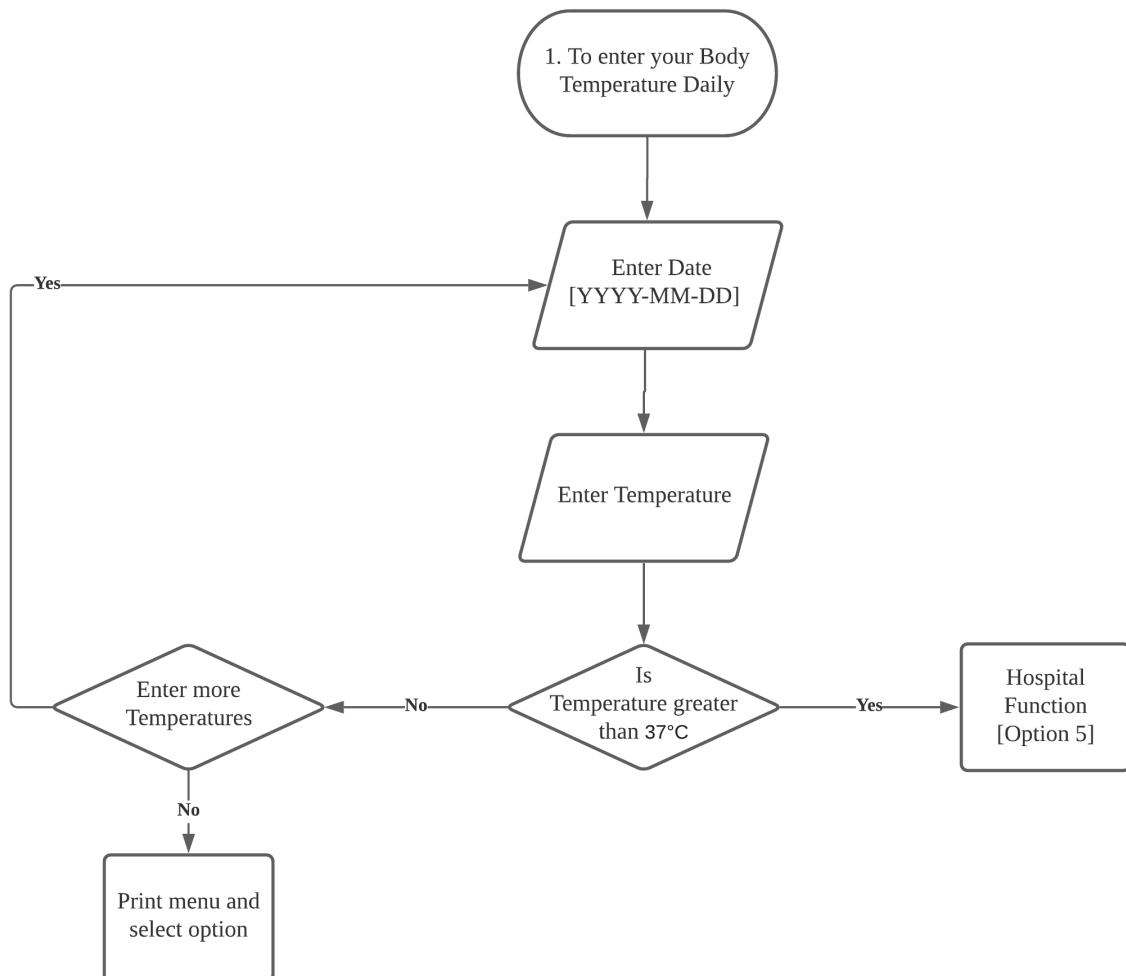 1. To enter your Body
Temperature Daily
Yes
Enter Date
[YYYY-MM-DD]
Enter Temperature
Enter more
Temperatures
No
Is
Temperature greater
than 37°C
Yes
Hospital
Function
[Option 5]
No
Print menu and
select option